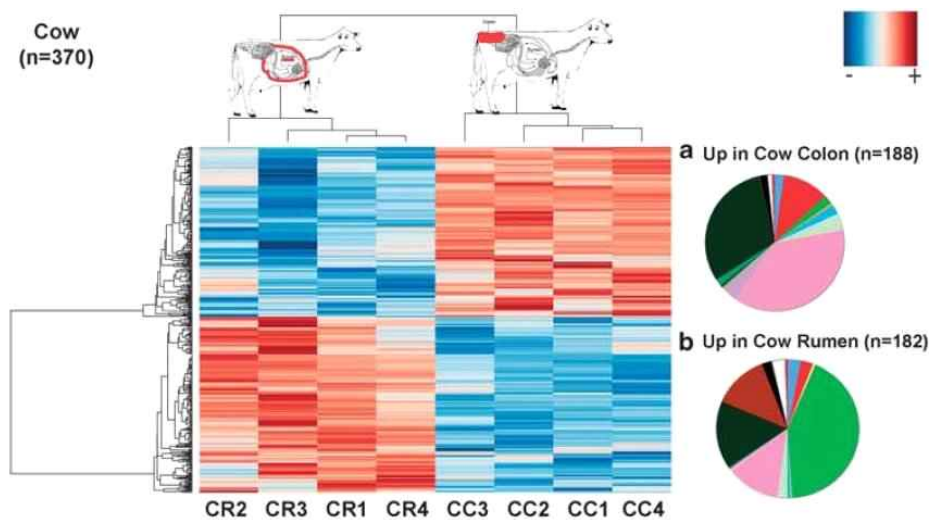 Cow
(n=370)
-
+
a Up in Cow Colon (n=188)
b Up in Cow Rumen (n=182)
CR2 CR3 CR1 CR4 CC3 CC2 CC1 CC4